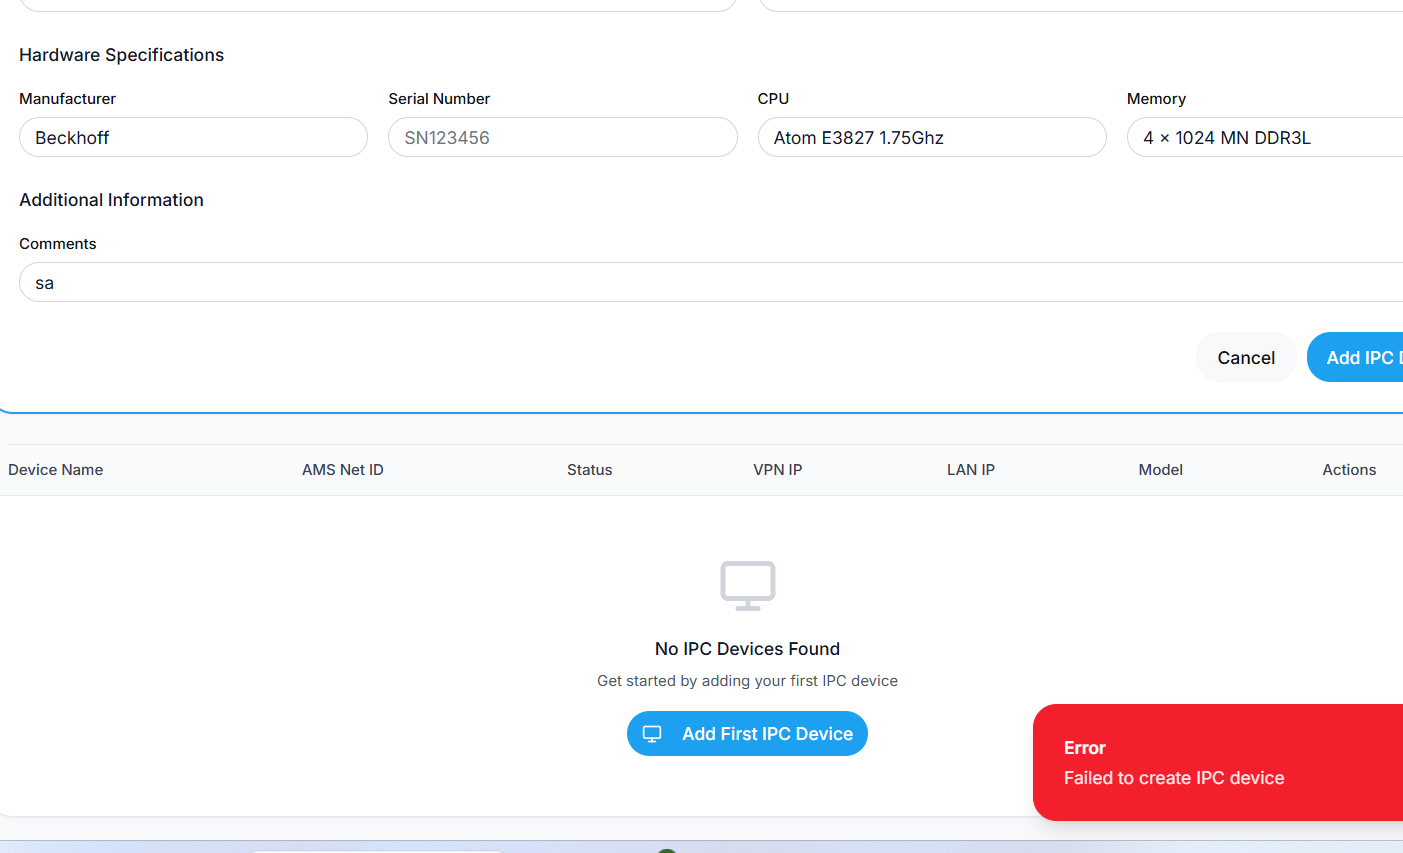 Hardware Specifications
Manufacturer Serial Number CPU Memory
Beckhoff SN123456 Atom E3827 1.75Ghz 4 × 1024 MN DDR3L
Additional Information
Comments
sa
Cancel Add IPC
Device Name AMS Net ID Status VPN IP LAN IP Model Actions
No IPC Devices Found
Get started by adding your first IPC device
Add First IPC Device
Error
Failed to create IPC device